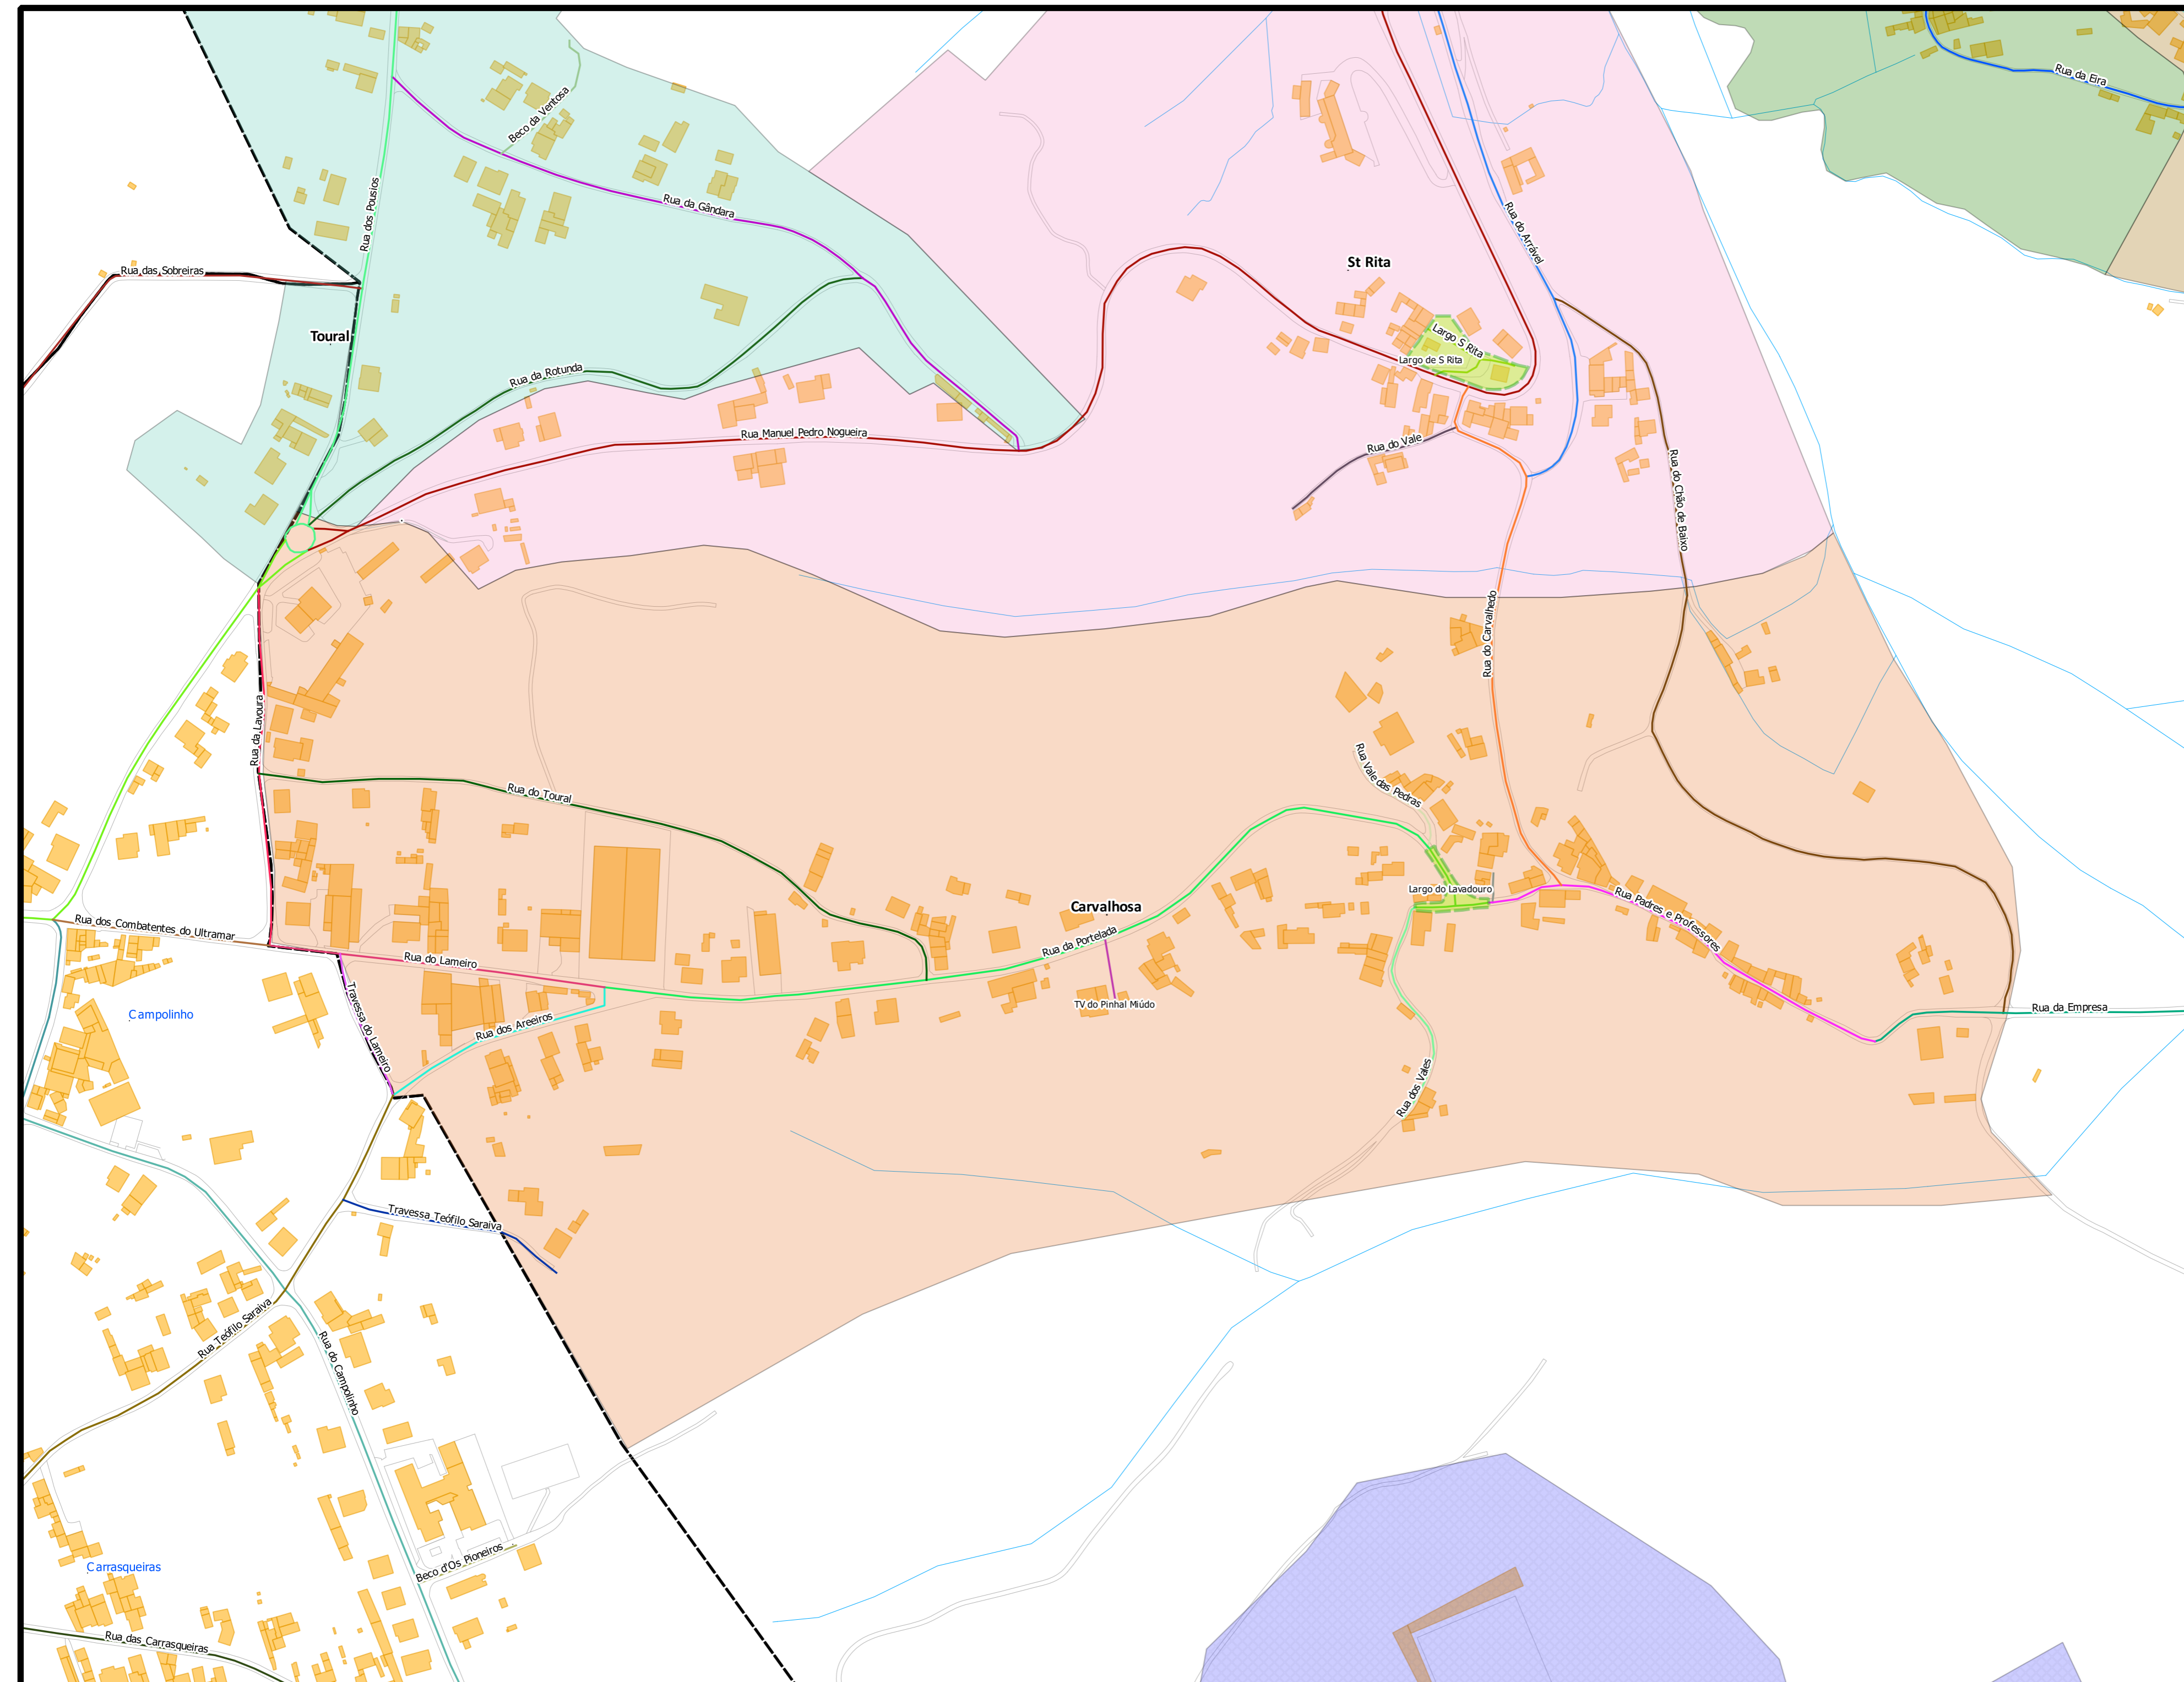 Rua da Eira
Beco da Ventosa
Rua dos Pousios
Rua da Gândara
Rua do Arrável
St Rita
Rua das Sobreiras
Toural
Largo S Rita
Largo de S Rita
Rua da Rotunda
Rua Manuel Pedro Nogueira
Rua do Vale
Rua do Chão de Baixo
Rua do Carvalhedo
Rua da Lavoura
Rua Vale das Pedras
Rua do Toural
Largo do Lavadouro
Rua Padres e Professores
Carvalhosa
Rua dos Combatentes do Ultramar
Rua da Portelada
Rua do Lameiro
TV do Pinhal Miúdo
Rua da Empresa
Campolinho
Travessa do Lameiro
Rua dos Areeiros
Rua dos Vales
Travessa Teófilo Saraiva
Rua Teófilo Saraiva
Rua do Campolinho
Beco d'Os Pioneiros
Carrasqueiras
Rua das Carrasqueiras